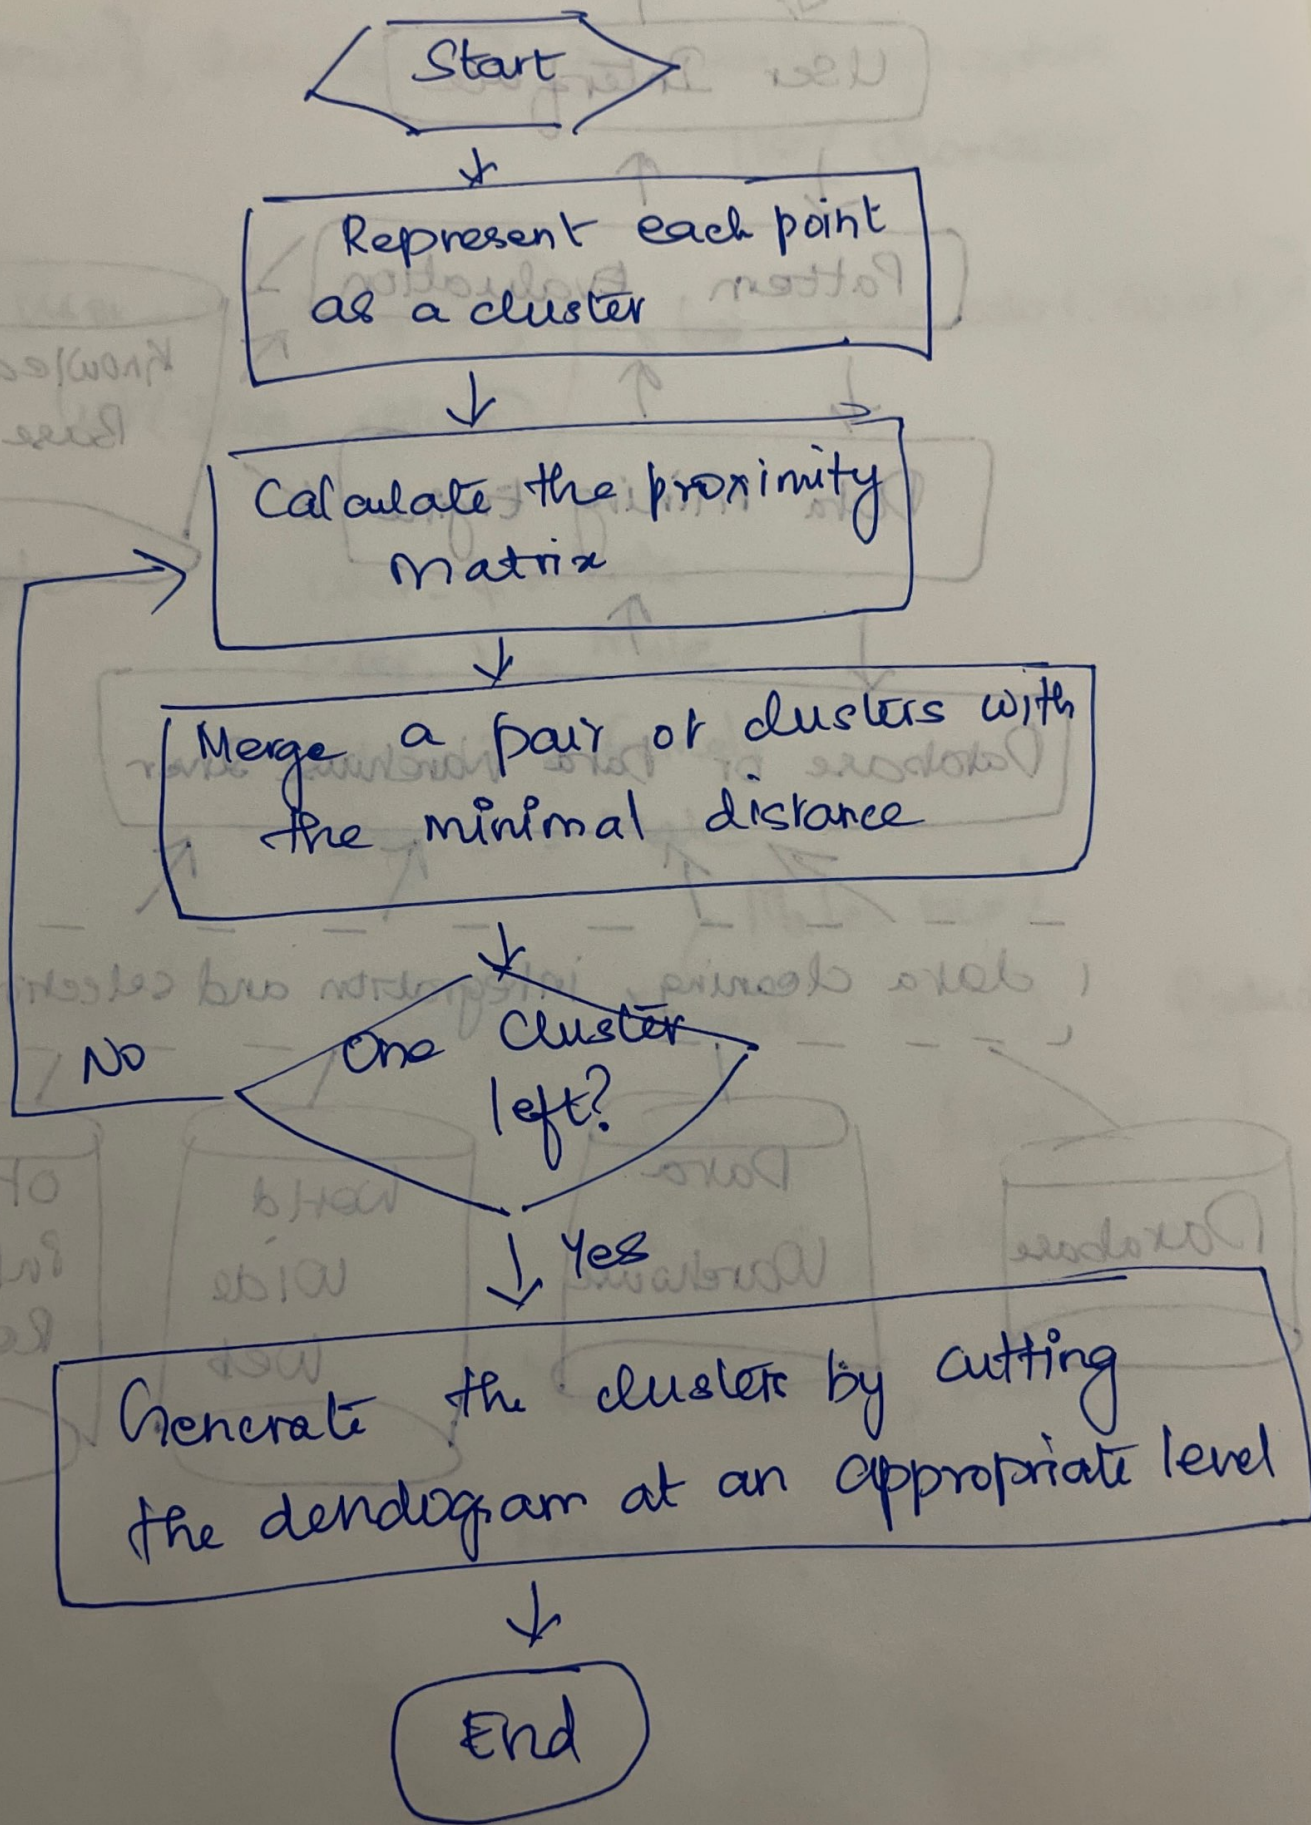 Start
Represent each point
as a cluster
Calculate the proximity
Matrix
Merge a pair of clusters with
the minimal distance
One Cluster
left?
No
Yes
Generate the cluster by cutting
the dendogram at an appropriate level
End